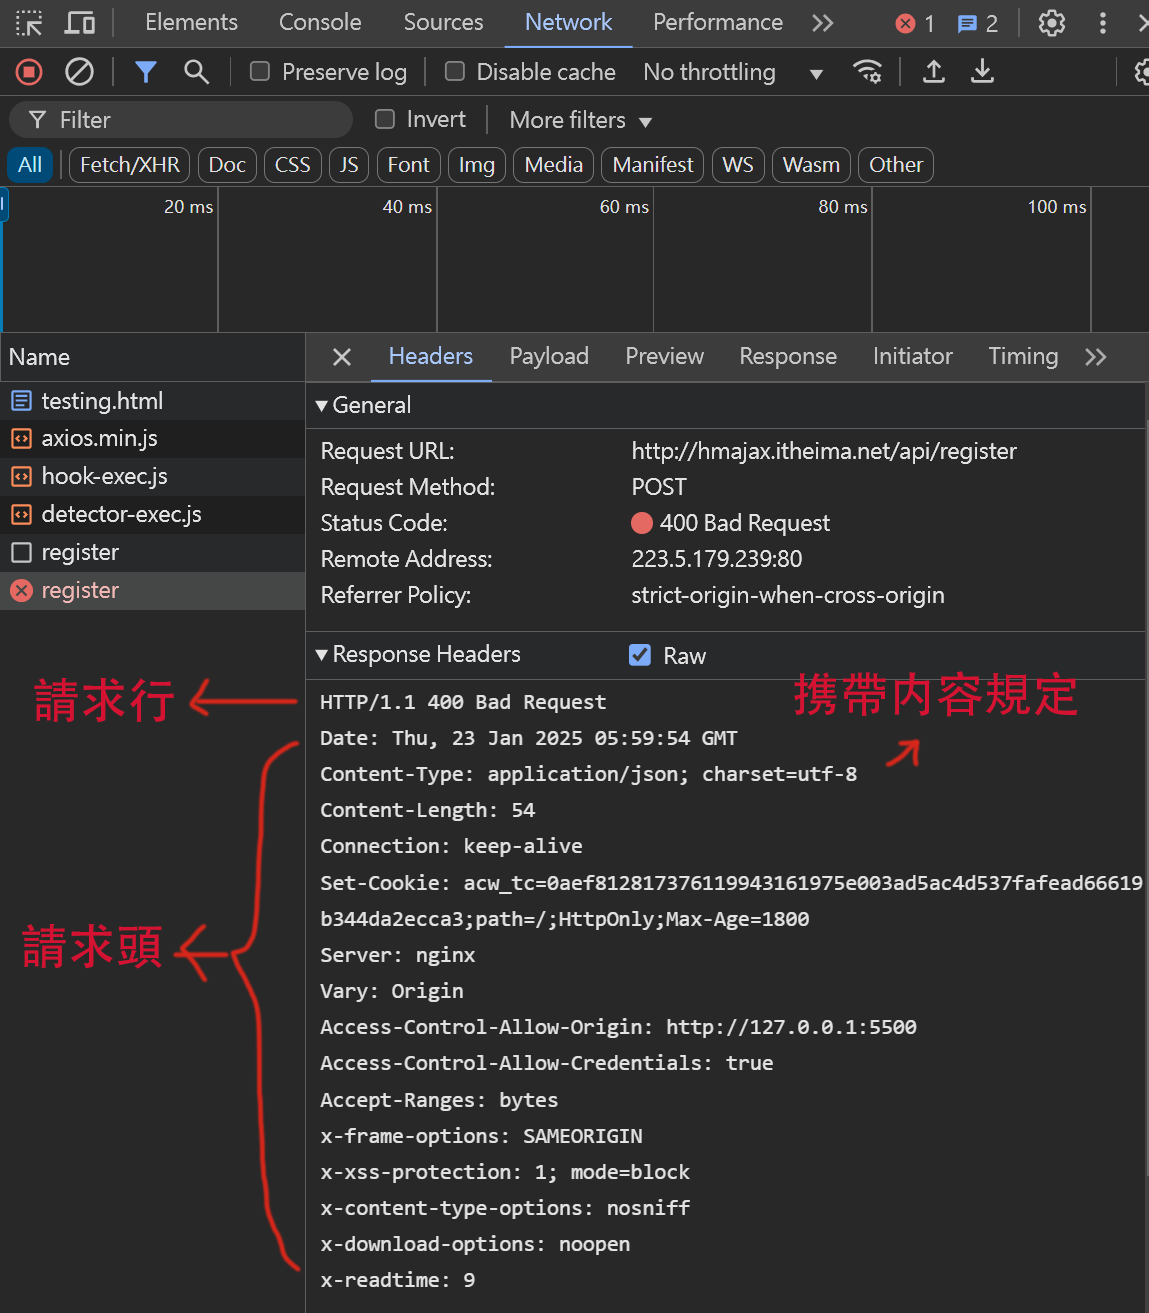 Elements Console Sources Network Performance 1 2
Preserve log Disable cache No throttling
Filter Invert More filters
All Fetch/XHR Doc CSS JS Font Img Media Manifest WS Wasm Other
20 ms 40 ms 60 ms 80 ms 100 ms
Name
testing.html
axios.min.js
hook-exec.js
detector-exec.js
register
register
Headers Payload Preview Response Initiator Timing
General
Request URL: http://hmajax.itheima.net/api/register
Request Method: POST
Status Code: 400 Bad Request
Remote Address: 223.5.179.239:80
Referrer Policy: strict-origin-when-cross-origin
Response Headers Raw
請求行
携帶内容規定
HTTP/1.1 400 Bad Request
Date: Thu, 23 Jan 2025 05:59:54 GMT
Content-Type: application/json; charset=utf-8
Content-Length: 54
Connection: keep-alive
Set-Cookie: acw_tc=0aef812817376119943161975e003ad5ac4d537fafead66619
b344da2ecca3;path=/;HttpOnly;Max-Age=1800
請求頭
Server: nginx
Vary: Origin
Access-Control-Allow-Origin: http://127.0.0.1:5500
Access-Control-Allow-Credentials: true
Accept-Ranges: bytes
x-frame-options: SAMEORIGIN
x-xss-protection: 1; mode=block
x-content-type-options: nosniff
x-download-options: noopen
x-readtime: 9